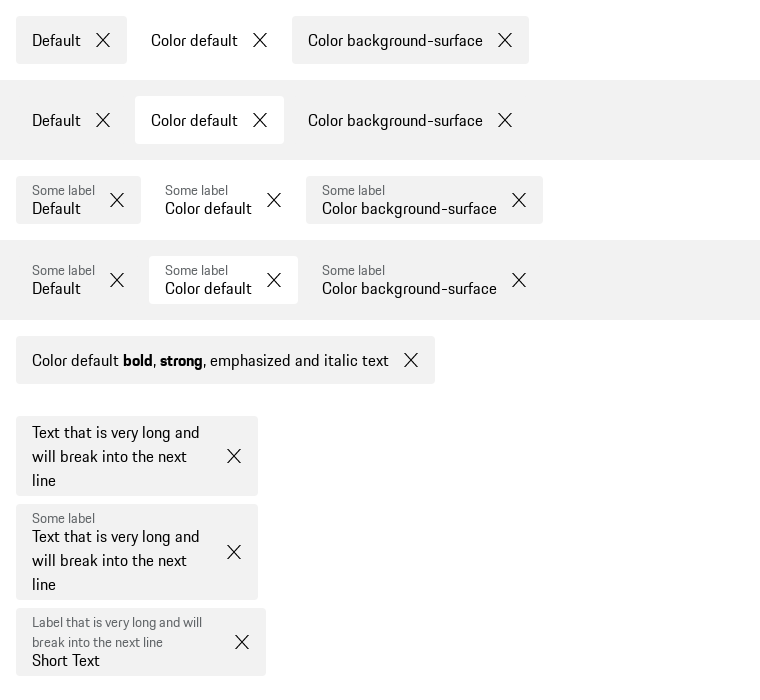 Default Color default Color background-surface
Default Color default Color background-surface
Some label Some label Some label
Default Color default Color background-surface
Some label Some label Some label
Default Color default Color background-surface
Color default bold, strong, emphasized and italic text
Text that is very long and
will break into the next
line
Some label
Text that is very long and
will break into the next
line
Label that is very long and will
break into the next line
Short Text